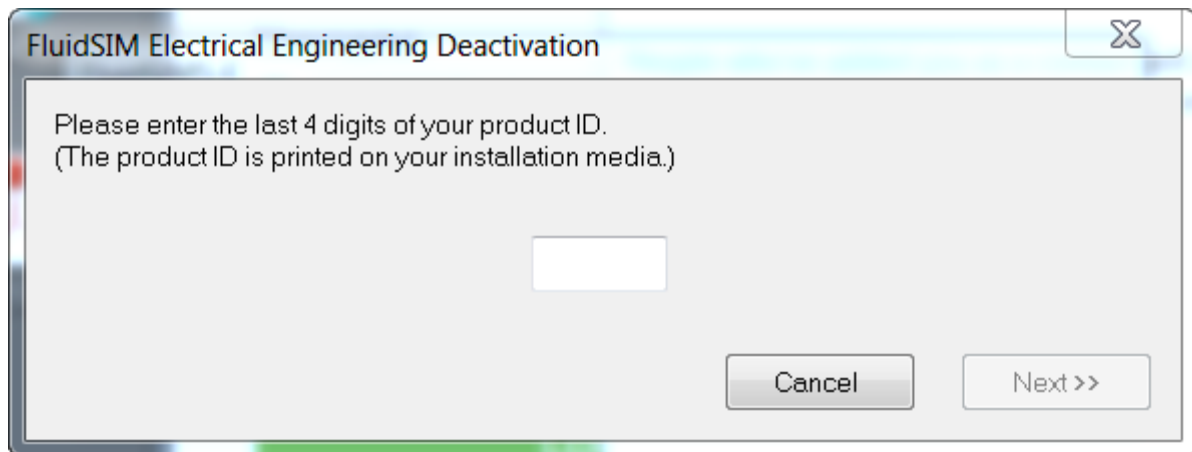 FluidSIM Electrical Engineering Deactivation
Please enter the last 4 digits of your product ID.
(The product ID is printed on your installation media.)
Cancel
Next >>